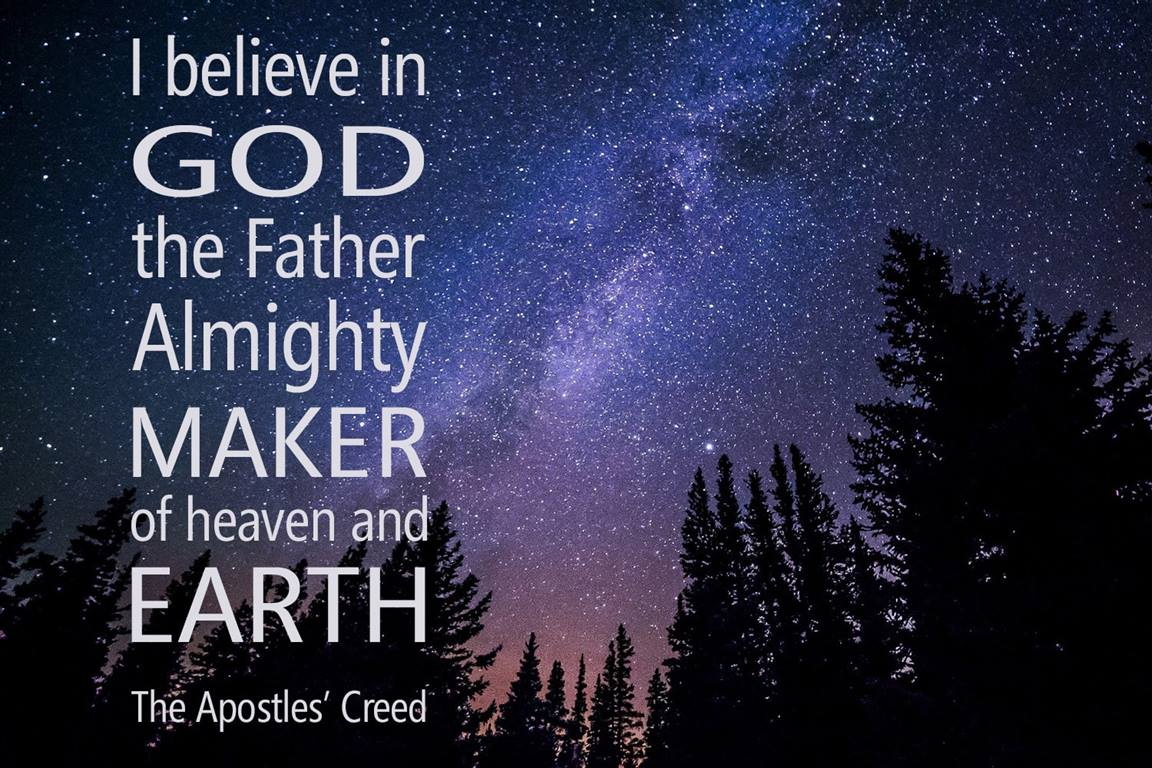 I believe in
GOD
the Father
Almighty
MAKER
of heaven and
EARTH
The Apostles’ Creed